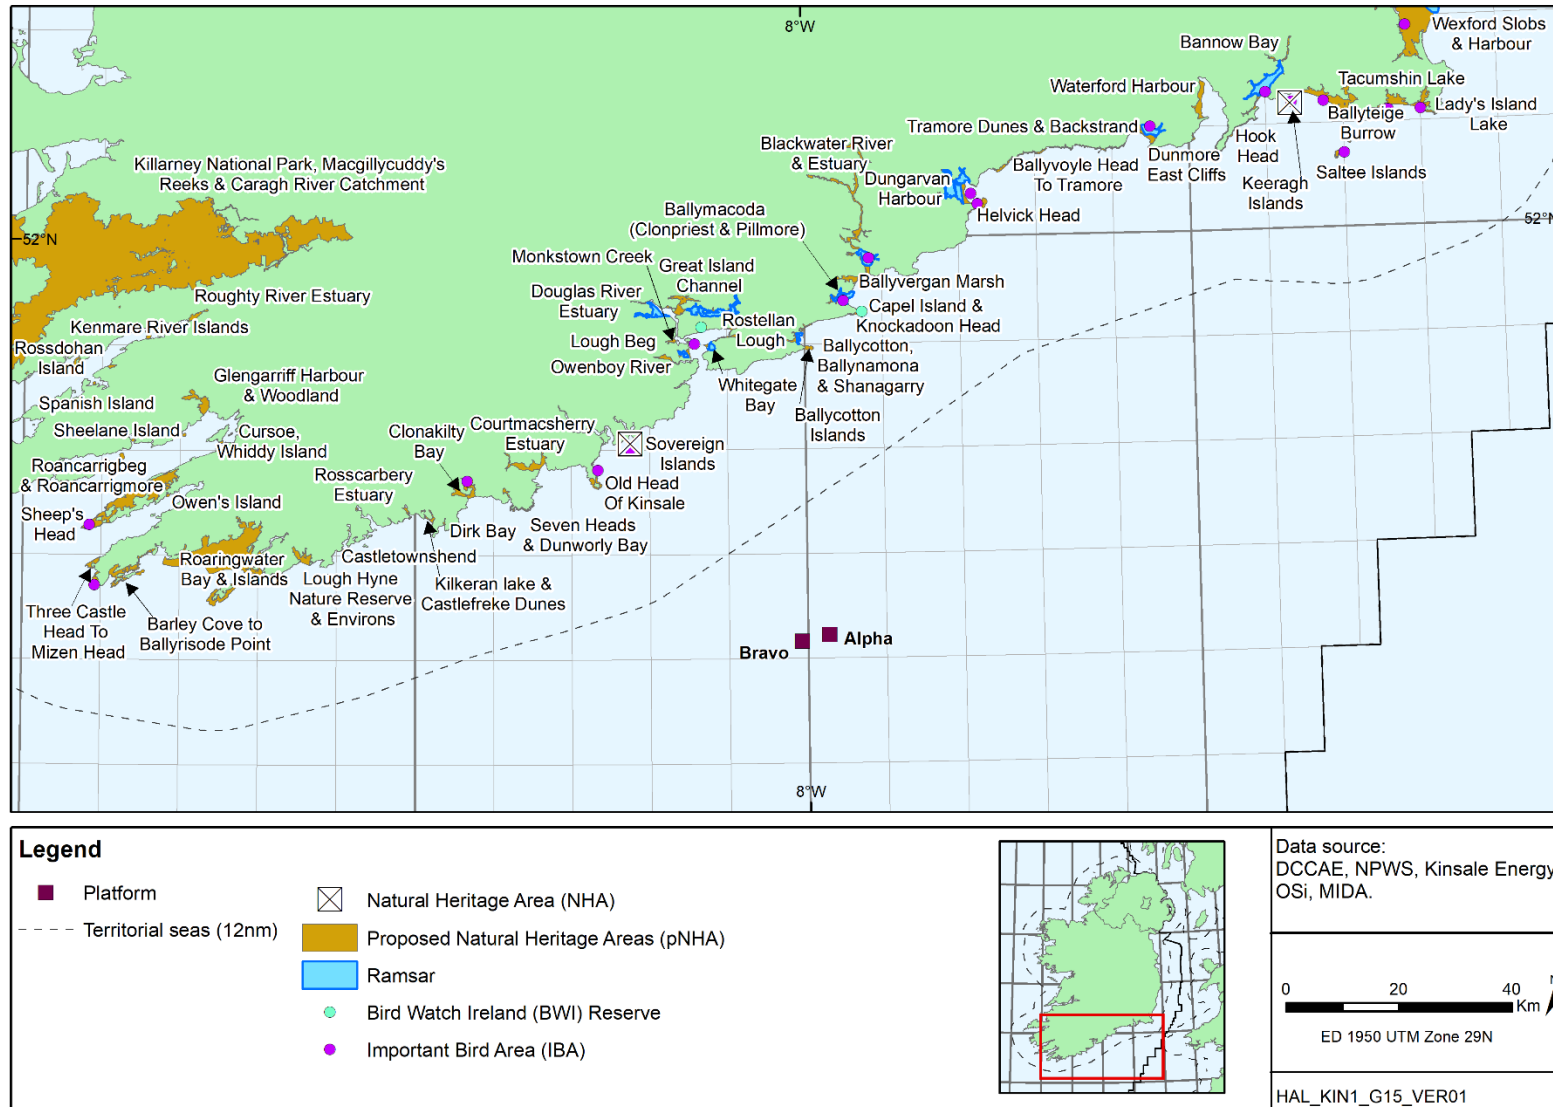 8°W
Wexford Slobs
& Harbour
Bannow Bay
Tacumshin Lake
Waterford Harbour
Lady's Island
Lake
Ballyteige
Burrow
Tramore Dunes & Backstrand
Hook
Head
Saltee Islands
Blackwater River
& Estuary
Ballyvoyle Head
To Tramore
Dunmore
East Cliffs
Keeragh
Islands
Killarney National Park, Macgillycuddy's
Reeks & Caragh River Catchment
Dungarvan
Harbour
Helvick Head
52°N
52°N
Ballymacoda
(Clonpriest & Pillmore)
Monkstown Creek
Great Island
Channel
Ballyvergan Marsh
Roughty River Estuary
Douglas River
Estuary
Capel Island &
Knockadoon Head
Kenmare River Islands
Rostellan
Lough
Rossdohan
Island
Lough Beg
Owenboy River
Ballycotton,
Ballynamona
& Shanagarry
Glengarriff Harbour
& Woodland
Whitegate
Bay
Spanish Island
Ballycotton
Islands
Sheelane Island
Cursoe,
Whiddy Island
Clonakilty
Bay
Courtmacsherry
Estuary
Sovereign
Islands
Roancarrigbeg
& Roancarrigmore
Rosscarbery
Estuary
Old Head
Of Kinsale
Owen's Island
Sheep's
Head
Dirk Bay
Seven Heads
& Dunworly Bay
Roaringwater
Bay & Islands
Castletownshend
Lough Hyne
Nature Reserve
& Environs
Kilkeran lake &
Castlefreke Dunes
Three Castle
Head To
Mizen Head
Barley Cove to
Ballyrisode Point
Alpha
Bravo
8°W
Legend
Platform
Territorial seas (12nm)
Natural Heritage Area (NHA)
Proposed Natural Heritage Areas (pNHA)
Ramsar
Bird Watch Ireland (BWI) Reserve
Important Bird Area (IBA)
Data source:
DCCAE, NPWS, Kinsale Energy
OSi, MIDA.
0 20 40
Km
ED 1950 UTM Zone 29N
HAL_KIN1_G15_VER01